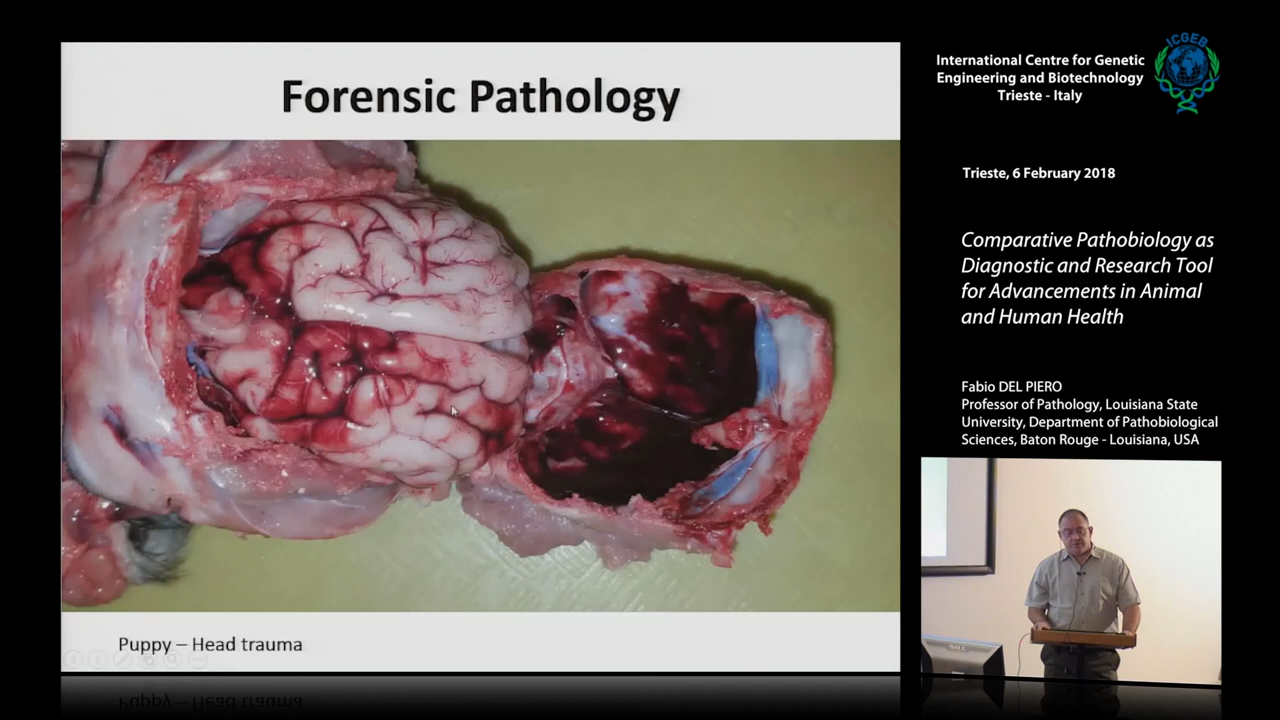 Forensic Pathology
Puppy – Head trauma
International Centre for Genetic
Engineering and Biotechnology
Trieste - Italy
ICGEB
Trieste, 6 February 2018
Comparative Pathobiology as
Diagnostic and Research Tool
for Advancements in Animal
and Human Health
Fabio DEL PIERO
Professor of Pathology, Louisiana State
University, Department of Pathobiological
Sciences, Baton Rouge - Louisiana, USA
DELL